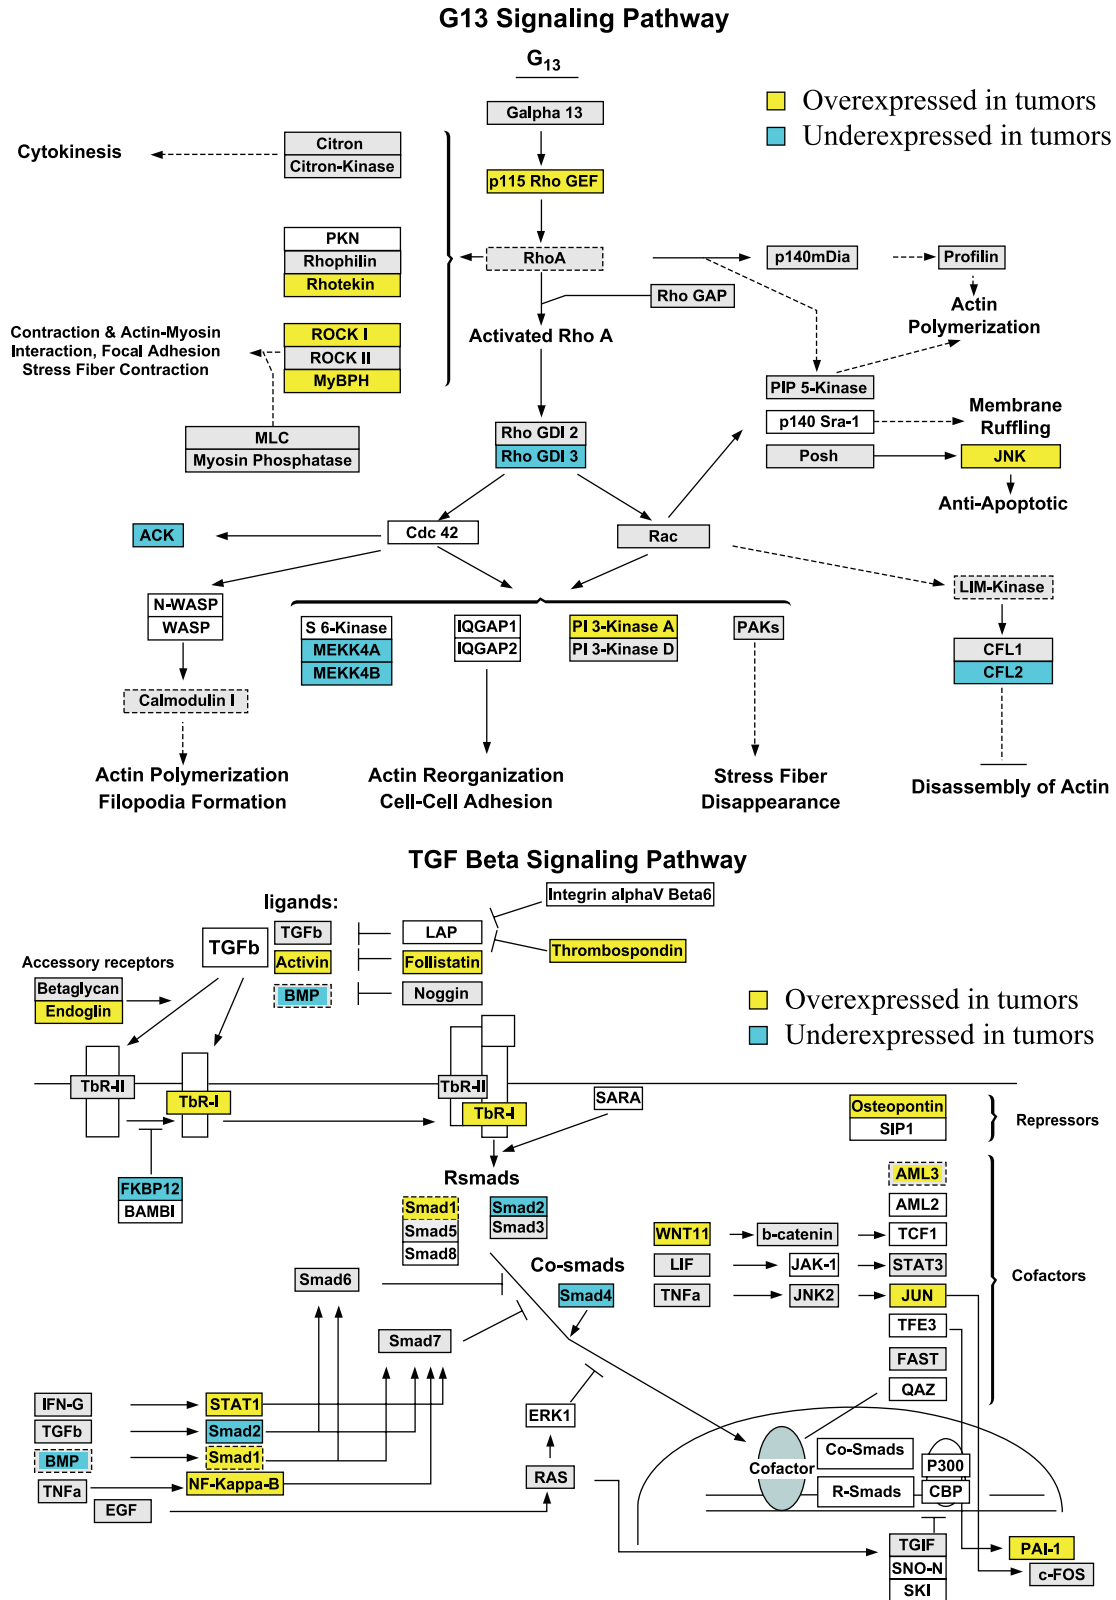 G13 Signaling Pathway
G13
Overexpressed in tumors
Underexpressed in tumors
Galpha 13
Cytokinesis
Citron
Citron-Kinase
p115 Rho GEF
PKN
Rhophilin
Rhotekin
RhoA
p140mDia
Profilin
Rho GAP
Actin
Polymerization
Activated Rho A
Contraction & Actin-Myosin
Interaction, Focal Adhesion
Stress Fiber Contraction
ROCK I
ROCK II
MyBPH
PIP 5-Kinase
p140 Sra-1
Membrane
Ruffling
MLC
Myosin Phosphatase
Rho GDI 2
Rho GDI 3
Posh
JNK
Anti-Apoptotic
ACK
Cdc 42
Rac
LIM-Kinase
N-WASP
WASP
S 6-Kinase
MEKK4A
MEKK4B
IQGAP1
IQGAP2
PI 3-Kinase A
PI 3-Kinase D
PAKs
CFL1
CFL2
Calmodulin I
Actin Polymerization
Filopodia Formation
Actin Reorganization
Cell-Cell Adhesion
Stress Fiber
Disappearance
Disassembly of Actin
TGF Beta Signaling Pathway
ligands:
Integrin alphaV Beta6
TGFb
TGFb
LAP
Thrombospondin
Activin
Follistatin
Accessory receptors
Betaglycan
Endoglin
BMP
Noggin
Overexpressed in tumors
Underexpressed in tumors
TbR-II
TbR-I
TbR-II
TbR-I
SARA
Osteopontin
SIP1
Repressors
FKBP12
BAMBI
Rsmads
Smad1
Smad5
Smad8
Smad2
Smad3
AML3
AML2
WNT11
b-catenin
TCF1
LIF
JAK-1
STAT3
TNFa
JNK2
JUN
TFE3
FAST
QAZ
Cofactors
Co-smads
Smad4
Smad6
Smad7
IFN-G
STAT1
TGFb
Smad2
BMP
Smad1
TNFa
NF-Kappa-B
EGF
ERK1
RAS
Cofactor
Co-Smads
R-Smads
P300
CBP
TGIF
SNO-N
SKI
PAI-1
c-FOS